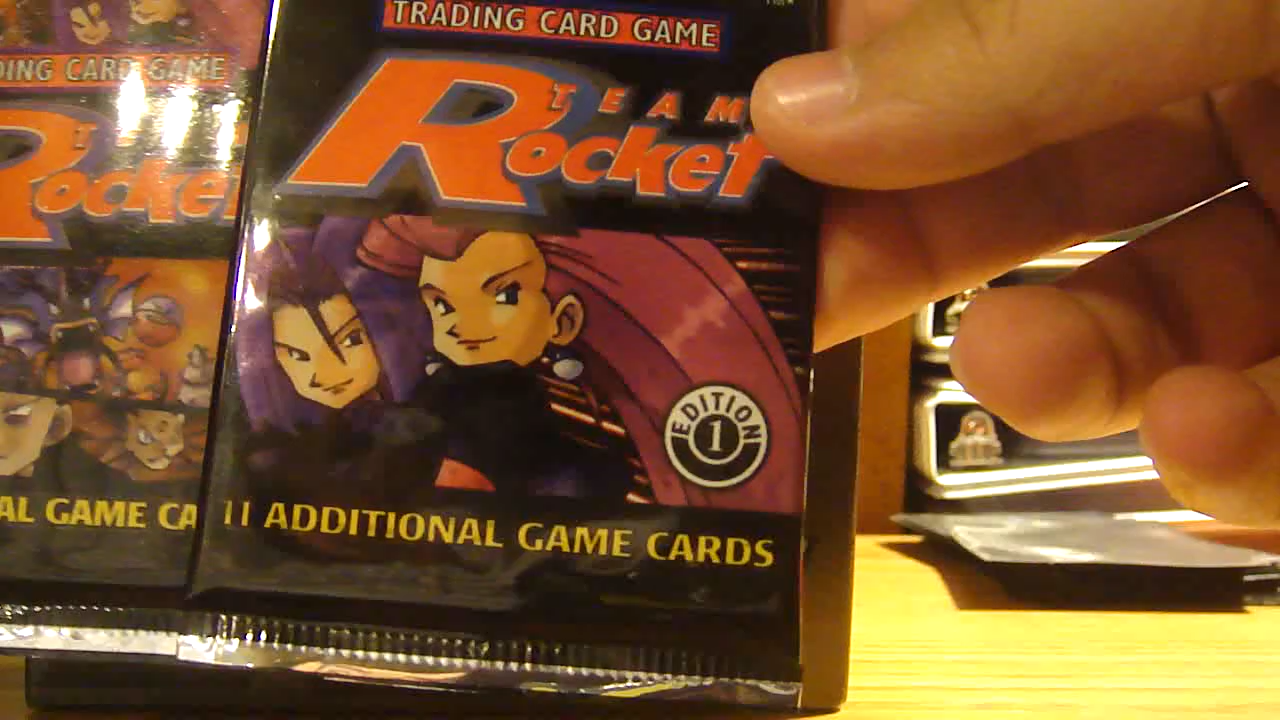 TRADING CARD GAME
TEAM
Rocket
EDITION
1
11 ADDITIONAL GAME CARDS
DING CARD GAME
T
Rocke
AL GAME CA